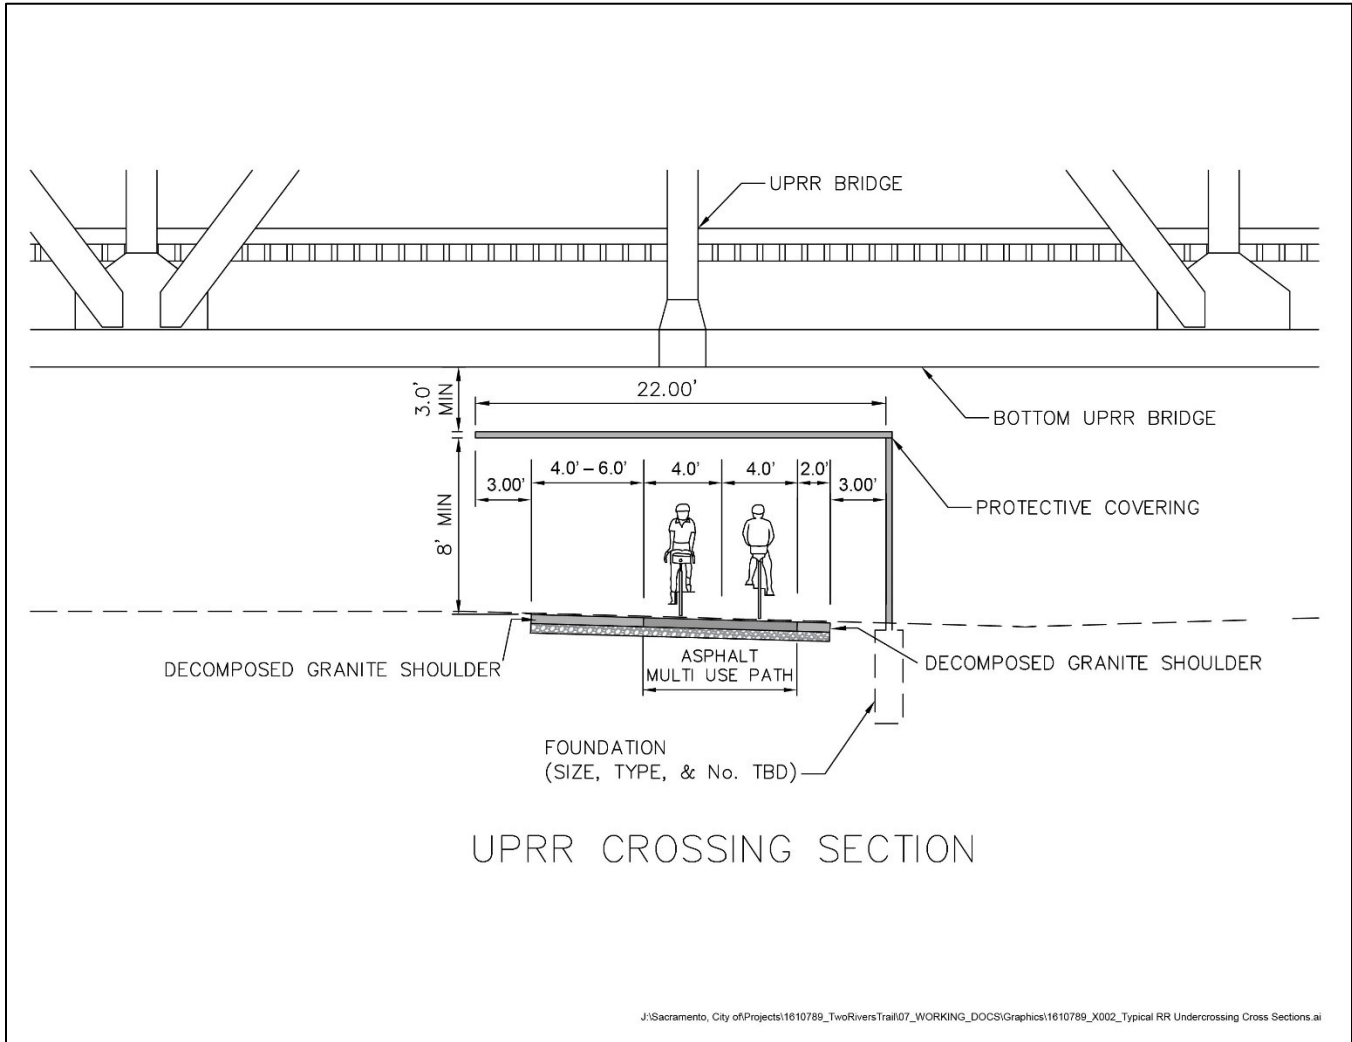 UPRR BRIDGE
3.0' MIN
22.00'
BOTTOM UPRR BRIDGE
3.00'
4.0' – 6.0'
4.0'
4.0'
2.0'
3.00'
PROTECTIVE COVERING
8' MIN
DECOMPOSED GRANITE SHOULDER
ASPHALT
MULTI USE PATH
DECOMPOSED GRANITE SHOULDER
FOUNDATION
(SIZE, TYPE, & No. TBD)
UPRR CROSSING SECTION
J:\Sacramento, City of\Projects\1610789_TwoRiversTrail\07_WORKING_DOCS\Graphics\1610789_X002_Typical RR Undercrossing Cross Sections.ai